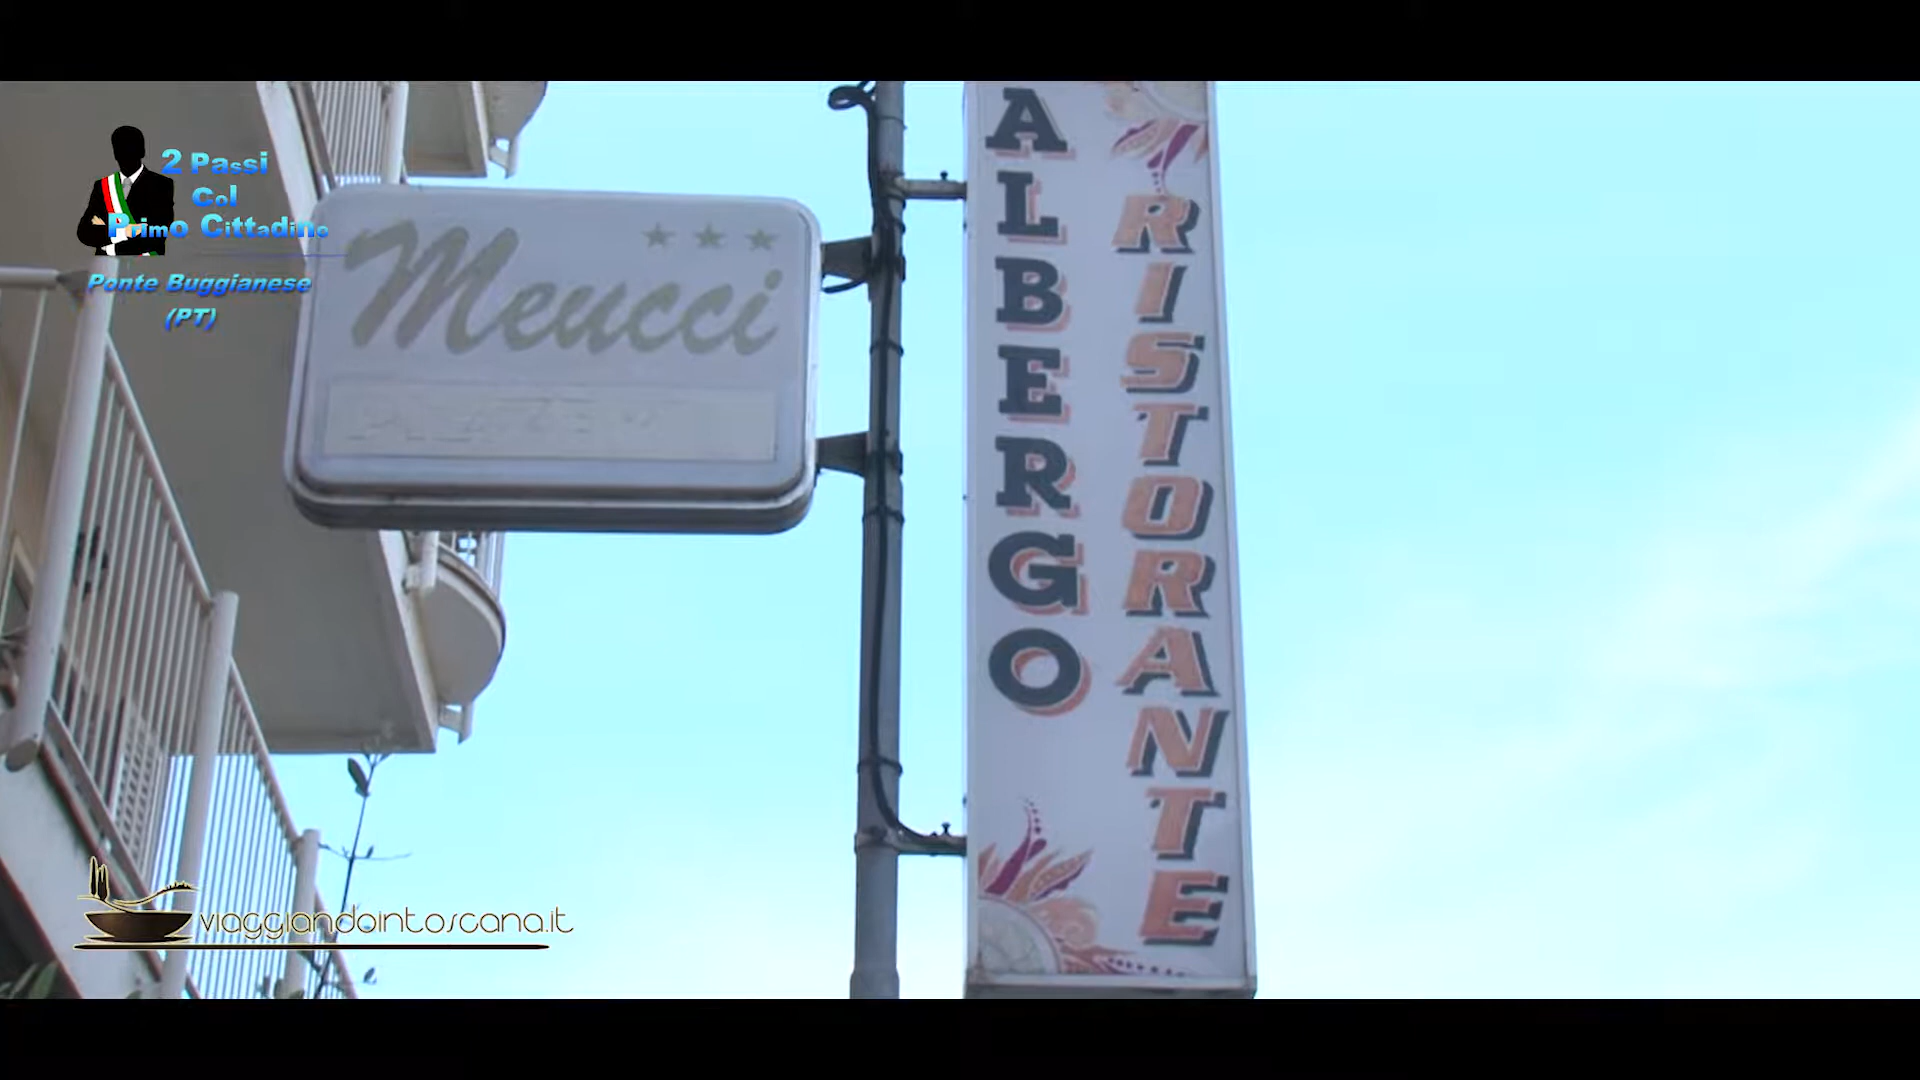 2 Passi
Col
Primo Cittadino
Ponte Buggianese
(PT)
Meucci
ALBERGO
RISTORANTE
viaggiandointoscana.it